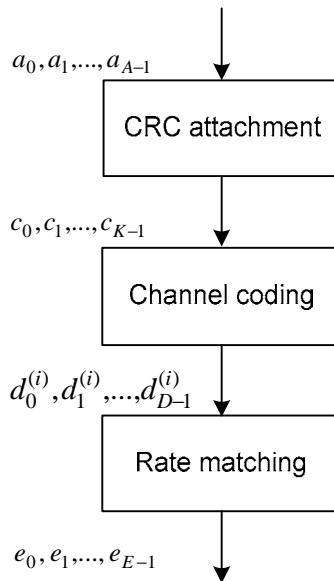 a_0, a_1,..., a_{A-1}
CRC attachment
c_0, c_1,..., c_{K-1}
Channel coding
d_0^{(i)}, d_1^{(i)},..., d_{D-1}^{(i)}
Rate matching
e_0, e_1,..., e_{E-1}